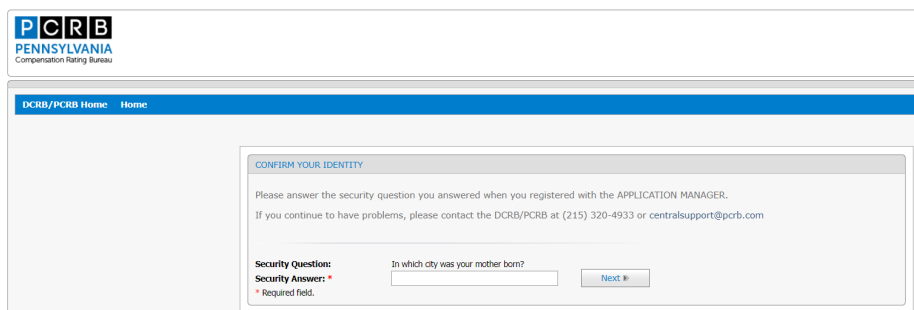 PCRB
PENNSYLVANIA
Compensation Rating Bureau
DCRB/PCRB Home Home
CONFIRM YOUR IDENTITY
Please answer the security question you answered when you registered with the APPLICATION MANAGER.
If you continue to have problems, please contact the DCRB/PCRB at (215) 320-4933 or centralsupport@pcrb.com
Security Question: In which city was your mother born?
Security Answer: * Next
* Required field.